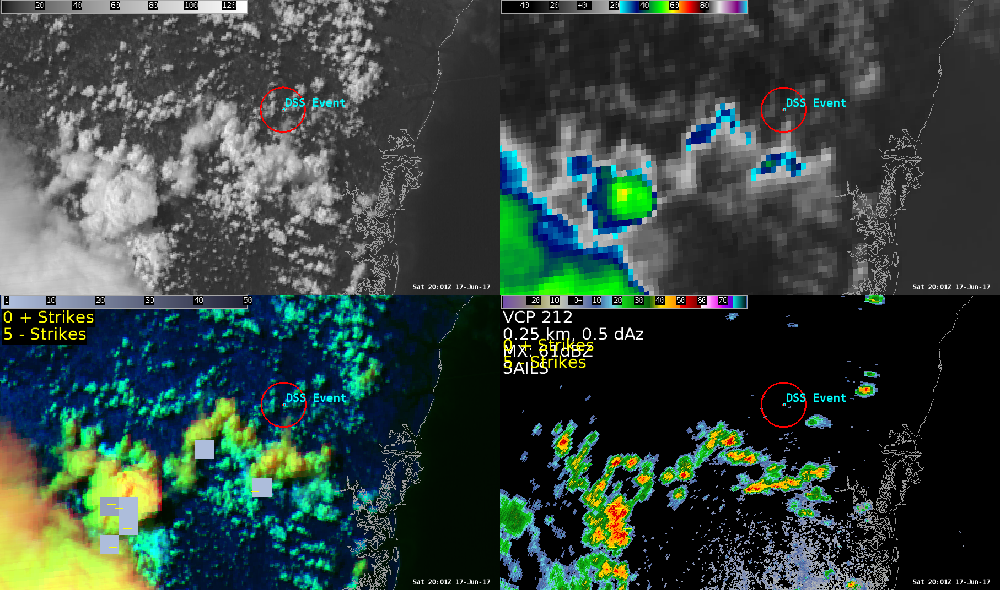 20 40 60 80 100 120
DSS Event
Sat 20:01Z 17-Jun-17
40 20 +0- 20 40 60 80
DSS Event
Sat 20:01Z 17-Jun-17
1 10 20 30 40 50
0 + Strikes
5 - Strikes
DSS Event
Sat 20:01Z 17-Jun-17
-20 10 -0+ 10 20 30 40 50 60 70
VCP 212
0.25 km, 0.5 dAz
0 + Strikes
MX: 61dBZ
5 - Strikes
SAILS
DSS Event
Sat 20:01Z 17-Jun-17